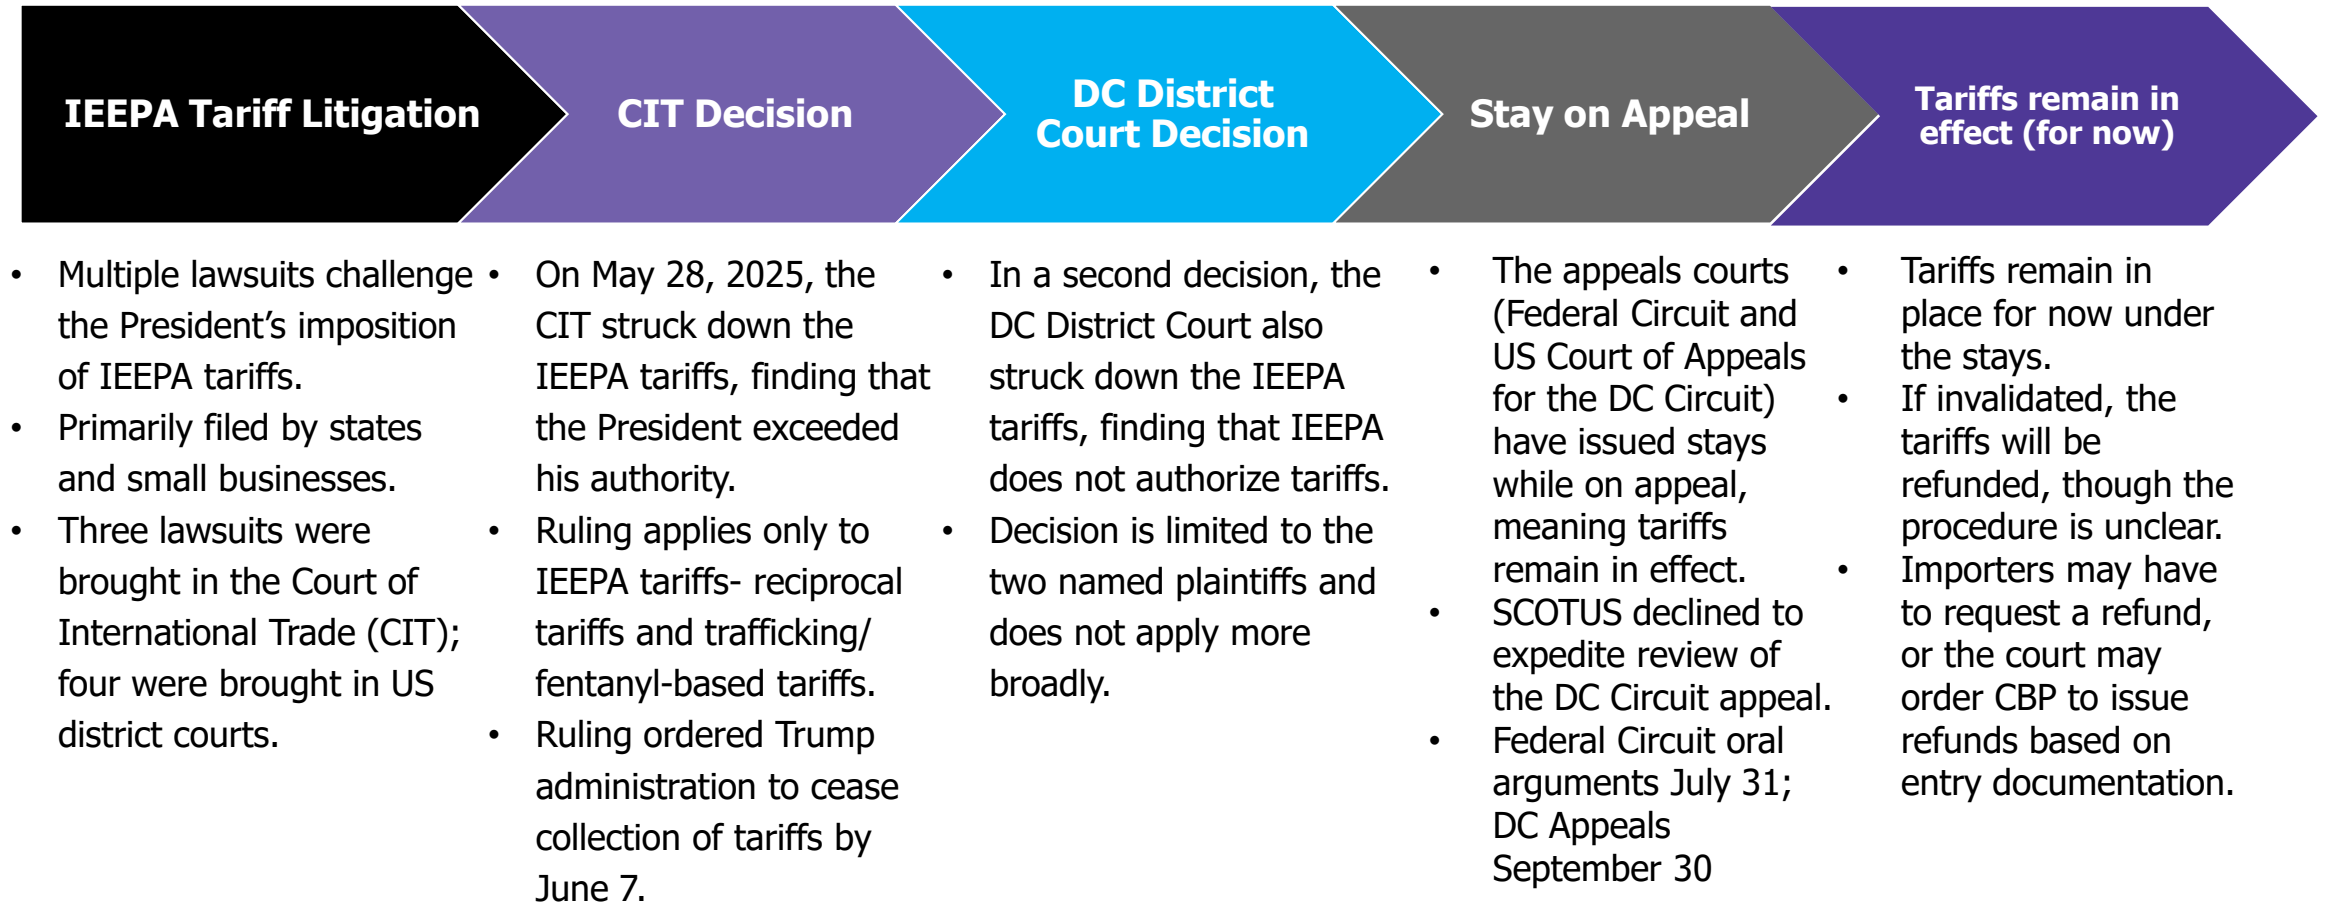 IEEPA Tariff Litigation
CIT Decision
DC District
Court Decision
Stay on Appeal
Tariffs remain in
effect (for now)
• Multiple lawsuits challenge
the President’s imposition
of IEEPA tariffs.
• Primarily filed by states
and small businesses.
• Three lawsuits were
brought in the Court of
International Trade (CIT);
four were brought in US
district courts.
• On May 28, 2025, the
CIT struck down the
IEEPA tariffs, finding that
the President exceeded
his authority.
• Ruling applies only to
IEEPA tariffs- reciprocal
tariffs and trafficking/
fentanyl-based tariffs.
• Ruling ordered Trump
administration to cease
collection of tariffs by
June 7.
• In a second decision, the
DC District Court also
struck down the IEEPA
tariffs, finding that IEEPA
does not authorize tariffs.
• Decision is limited to the
two named plaintiffs and
does not apply more
broadly.
• The appeals courts
(Federal Circuit and
US Court of Appeals
for the DC Circuit)
have issued stays
while on appeal,
meaning tariffs
remain in effect.
• SCOTUS declined to
expedite review of
the DC Circuit appeal.
• Federal Circuit oral
arguments July 31;
DC Appeals
September 30
• Tariffs remain in
place for now under
the stays.
• If invalidated, the
tariffs will be
refunded, though the
procedure is unclear.
• Importers may have
to request a refund,
or the court may
order CBP to issue
refunds based on
entry documentation.